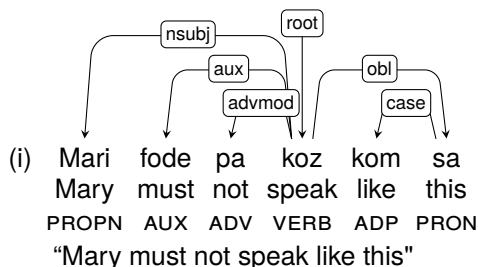 root
nsubj
aux
obl
advmod
case
(i) Mari fode pa koz kom sa
Mary must not speak like this
PROPN AUX ADV VERB ADP PRON
“Mary must not speak like this"